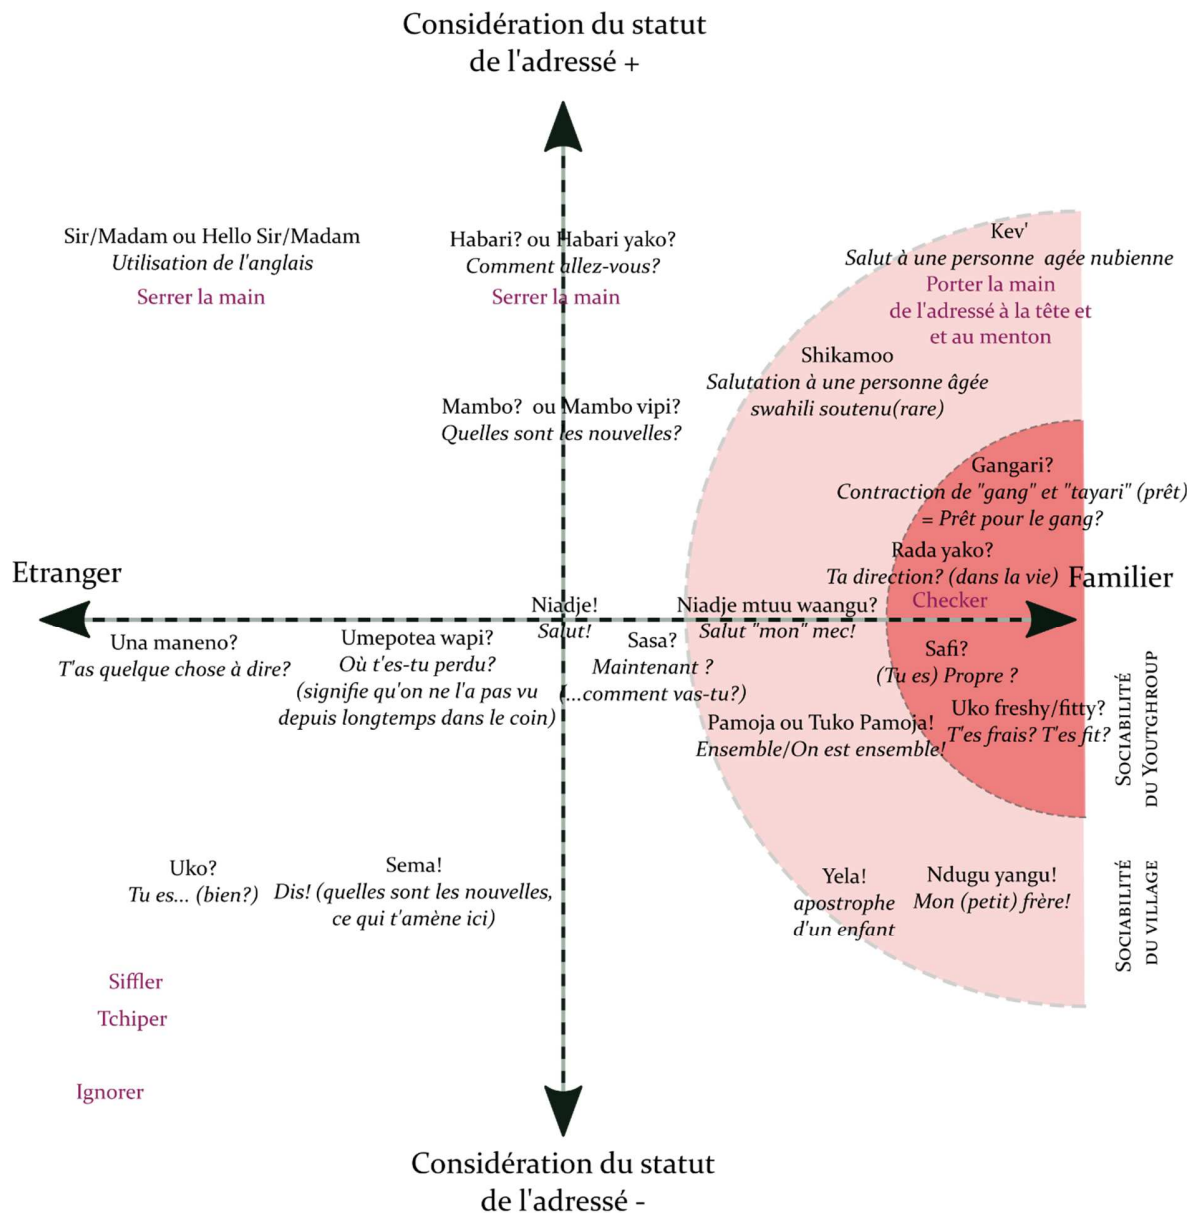 Considération du statut
de l'adressé +
Sir/Madam ou Hello Sir/Madam
Utilisation de l'anglais
Serrer la main
Habari? ou Habari yako?
Comment allez-vous?
Serrer la main
Kev'
Salut à une personne agée nubienne
Porter la main
de l'adressé à la tête et
et au menton
Shikamoo
Salutation à une personne âgée
swahili soutenu(rare)
Mambo? ou Mambo vipi?
Quelles sont les nouvelles?
Gangari?
Contraction de "gang" et "tayari" (prêt)
= Prêt pour le gang?
Rada yako?
Ta direction? (dans la vie)
Checker
Etranger
Familier
Niadje!
Salut!
Niadje mtuu waangu?
Salut "mon" mec!
Una maneno?
T'as quelque chose à dire?
Umepotea wapi?
Où t'es-tu perdu?
(signifie qu'on ne l'a pas vu
depuis longtemps dans le coin)
Sasa?
Maintenant ?
(...comment vas-tu?)
Safi?
(Tu es) Propre ?
Pamoja ou Tuko Pamoja!
Ensemble/On est ensemble!
Uko freshy/fitty?
T'es frais? T'es fit?
Sociabilité
du Youtghroup
Uko?
Tu es... (bien?)
Sema!
Dis! (quelles sont les nouvelles,
ce qui t'amène ici)
Yela!
apostrophe
d'un enfant
Ndugu yangu!
Mon (petit) frère!
Sociabilité
du village
Siffler
Tchiper
Ignorer
Considération du statut
de l'adressé -